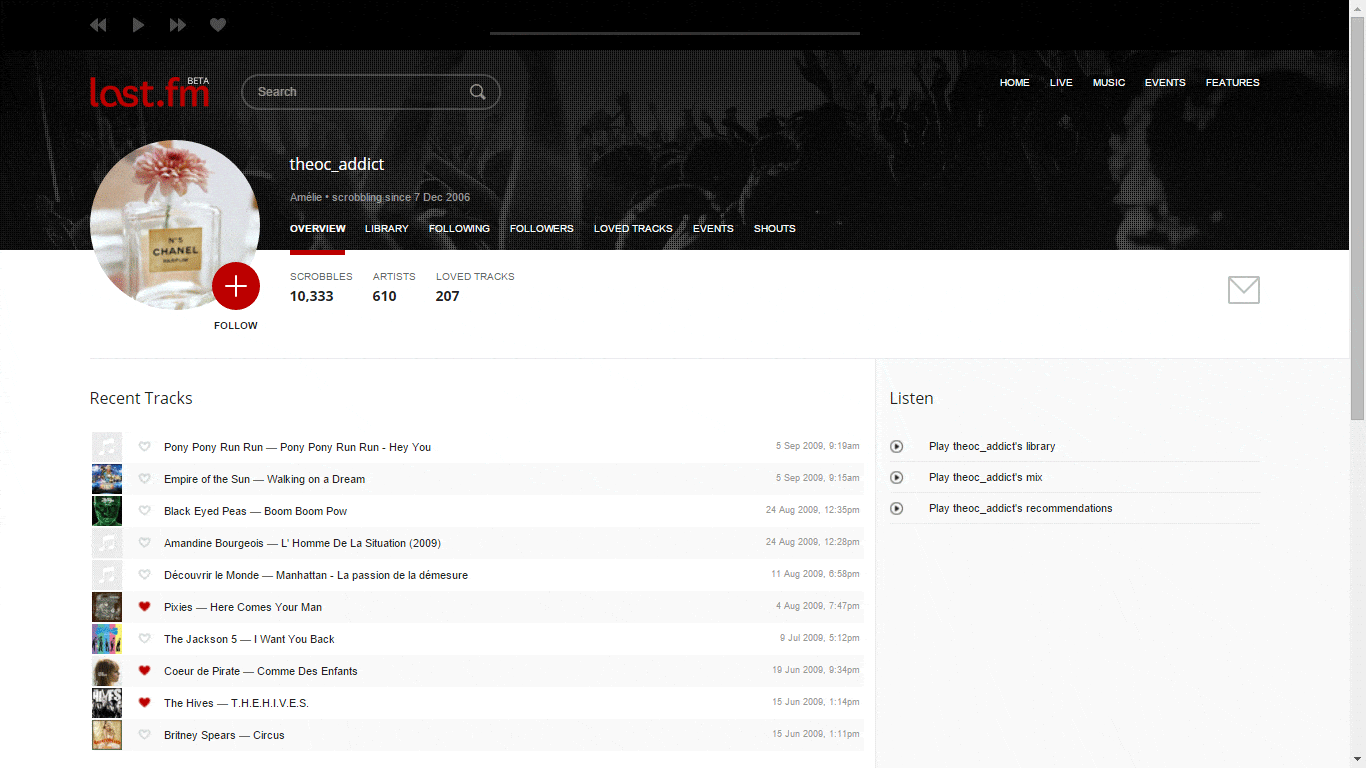 last.fm BETA
Search
HOME LIVE MUSIC EVENTS FEATURES
theoc_addict
Amélie • scrobbling since 7 Dec 2006
OVERVIEW LIBRARY FOLLOWING FOLLOWERS LOVED TRACKS EVENTS SHOUTS
N°5
CHANEL
PARFUM
SCROBBLES ARTISTS LOVED TRACKS
10,333 610 207
FOLLOW
Recent Tracks
Pony Pony Run Run — Pony Pony Run Run - Hey You 5 Sep 2009, 9:19am
Empire of the Sun — Walking on a Dream 5 Sep 2009, 9:15am
Black Eyed Peas — Boom Boom Pow 24 Aug 2009, 12:35pm
Amandine Bourgeois — L' Homme De La Situation (2009) 24 Aug 2009, 12:28pm
Découvrir le Monde — Manhattan - La passion de la démesure 11 Aug 2009, 6:58pm
Pixies — Here Comes Your Man 4 Aug 2009, 7:47pm
The Jackson 5 — I Want You Back 9 Jul 2009, 5:12pm
Coeur de Pirate — Comme Des Enfants 19 Jun 2009, 9:34pm
The Hives — T.H.E.H.I.V.E.S. 15 Jun 2009, 1:14pm
Britney Spears — Circus 15 Jun 2009, 1:11pm
Listen
Play theoc_addict's library
Play theoc_addict's mix
Play theoc_addict's recommendations